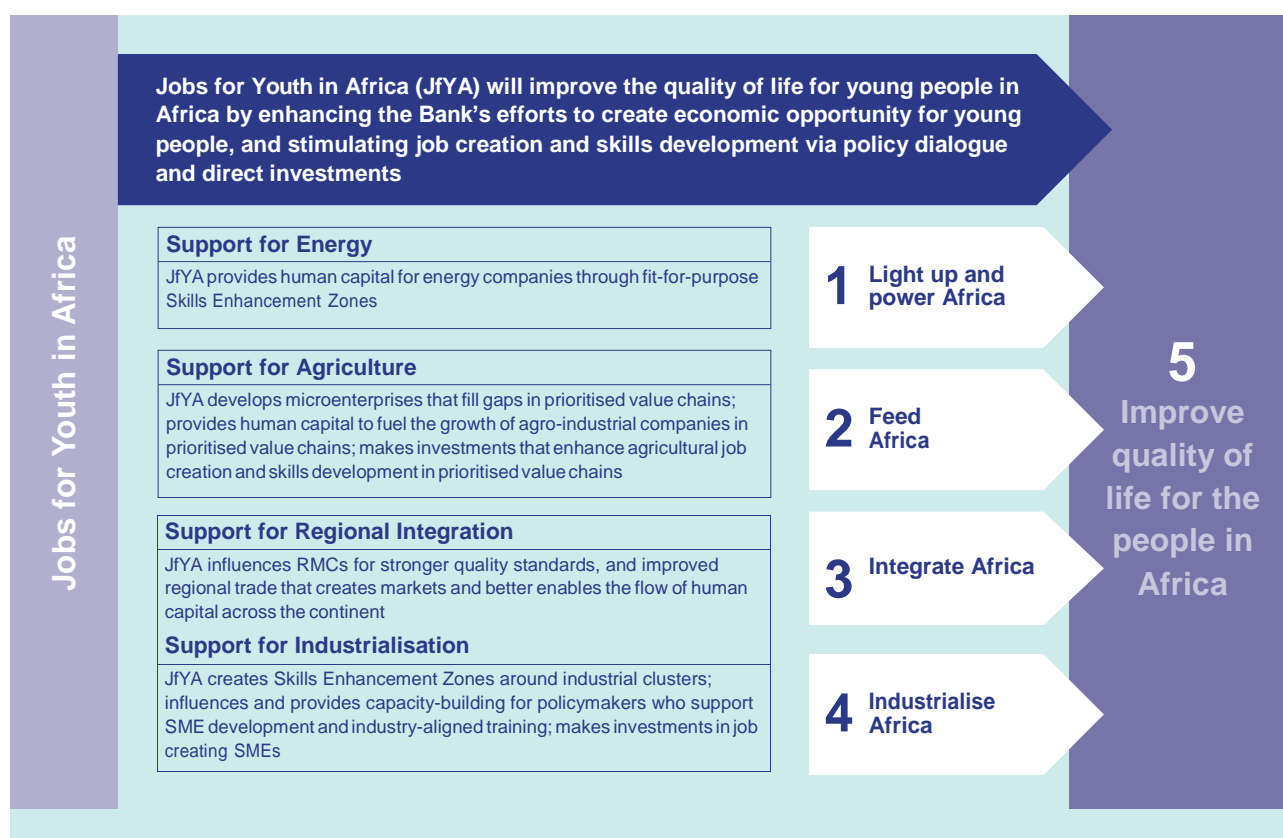 Jobs for Youth in Africa
Jobs for Youth in Africa (JfYA) will improve the quality of life for young people in
Africa by enhancing the Bank’s efforts to create economic opportunity for young
people, and stimulating job creation and skills development via policy dialogue
and direct investments
Support for Energy
JfYA provides human capital for energy companies through fit-for-purpose
Skills Enhancement Zones
1
Light up and
power Africa
Support for Agriculture
JfYA develops microenterprises that fill gaps in prioritised value chains;
provides human capital to fuel the growth of agro-industrial companies in
prioritised value chains; makes investments that enhance agricultural job
creation and skills development in prioritised value chains
2
Feed
Africa
Support for Regional Integration
JfYA influences RMCs for stronger quality standards, and improved
regional trade that creates markets and better enables the flow of human
capital across the continent
3
Integrate Africa
Support for Industrialisation
JfYA creates Skills Enhancement Zones around industrial clusters;
influences and provides capacity-building for policymakers who support
SME development and industry-aligned training; makes investments in job
creating SMEs
4
Industrialise
Africa
5
Improve
quality of
life for the
people in
Africa